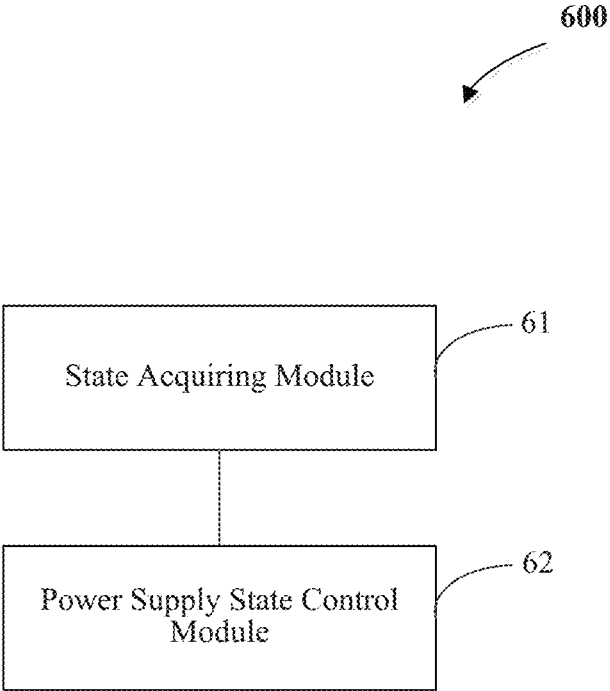 600
State Acquiring Module
61
Power Supply State Control
Module
62